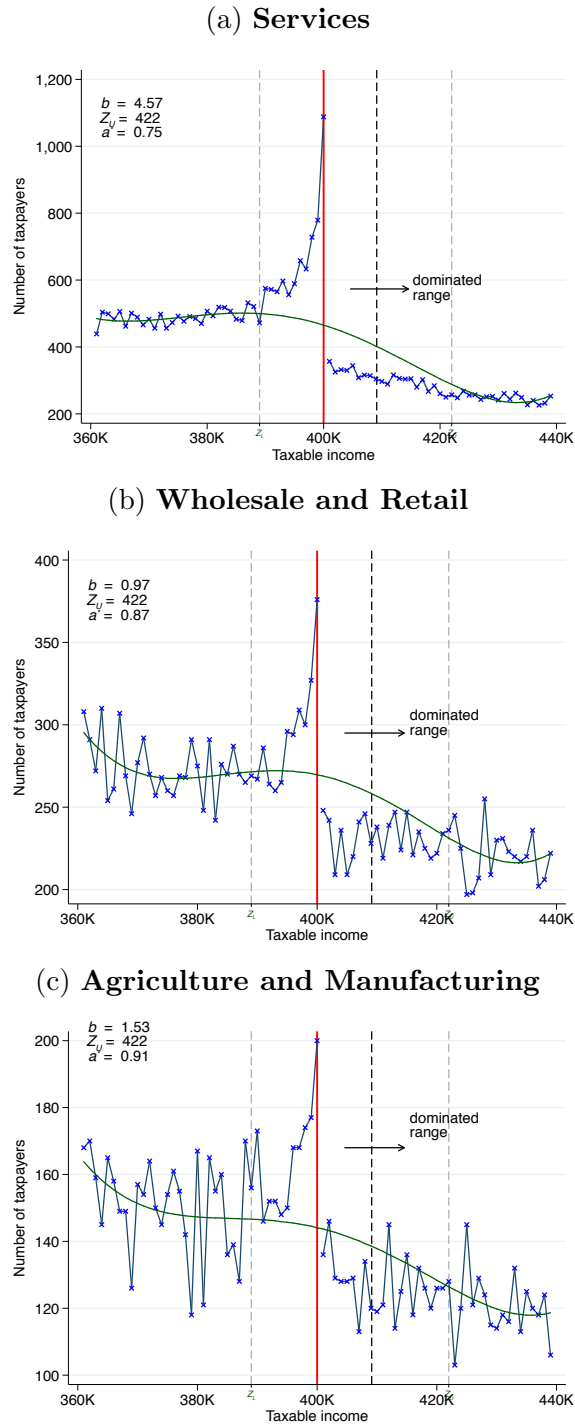 (a) Services
1,200
1,000
800
600
400
200
Number of taxpayers
b = 4.57
Z_U = 422
a* = 0.75
dominated
range
360K 380K 400K 420K 440K
Z_L
Taxable income
(b) Wholesale and Retail
400
350
300
250
200
Number of taxpayers
b = 0.97
Z_U = 422
a* = 0.87
dominated
range
360K 380K 400K 420K 440K
Z_L
Taxable income
(c) Agriculture and Manufacturing
200
180
160
140
120
100
Number of taxpayers
b = 1.53
Z_U = 422
a* = 0.91
dominated
range
360K 380K 400K 420K 440K
Z_L
Taxable income